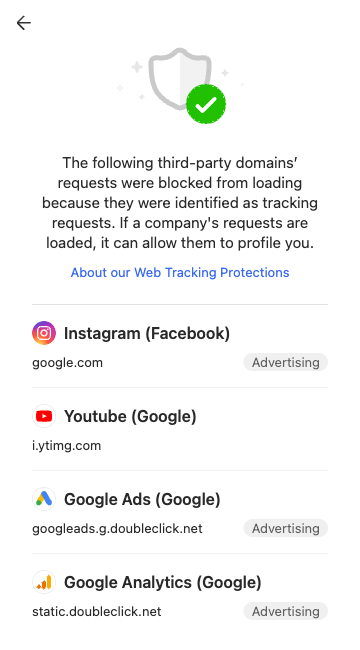 The following third-party domains’
requests were blocked from loading
because they were identified as tracking
requests. If a company's requests are
loaded, it can allow them to profile you.
About our Web Tracking Protections
Instagram (Facebook)
google.com Advertising
Youtube (Google)
i.ytimg.com
Google Ads (Google)
googleads.g.doubleclick.net Advertising
Google Analytics (Google)
static.doubleclick.net Advertising